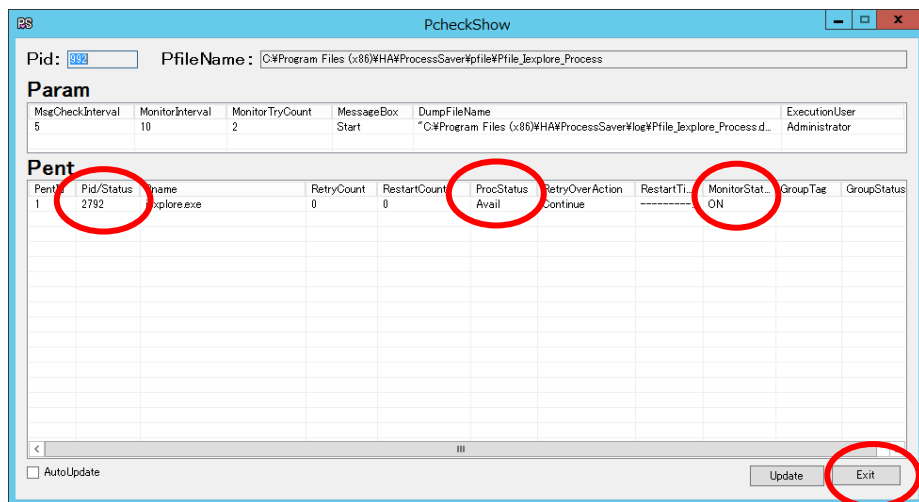 PS PcheckShow
Pid: 992 PfileName: C:¥Program Files (x86)¥HA¥ProcessSaver¥pfile¥Pfile_Iexplore_Process
Param
MsgCheckInterval MonitorInterval MonitorTryCount MessageBox DumpFileName ExecutionUser
5 10 2 Start "C:¥Program Files (x86)¥HA¥ProcessSaver¥log¥Pfile_Iexplore_Process.d... Administrator
Pent
Pid/Status RetryCount RestartCount ProcStatus RetryOverAction RestartTi... MonitorStat... GroupTag GroupStatus
1 2792 0 0 Avail Continue ---------... ON
AutoUpdate Update Exit